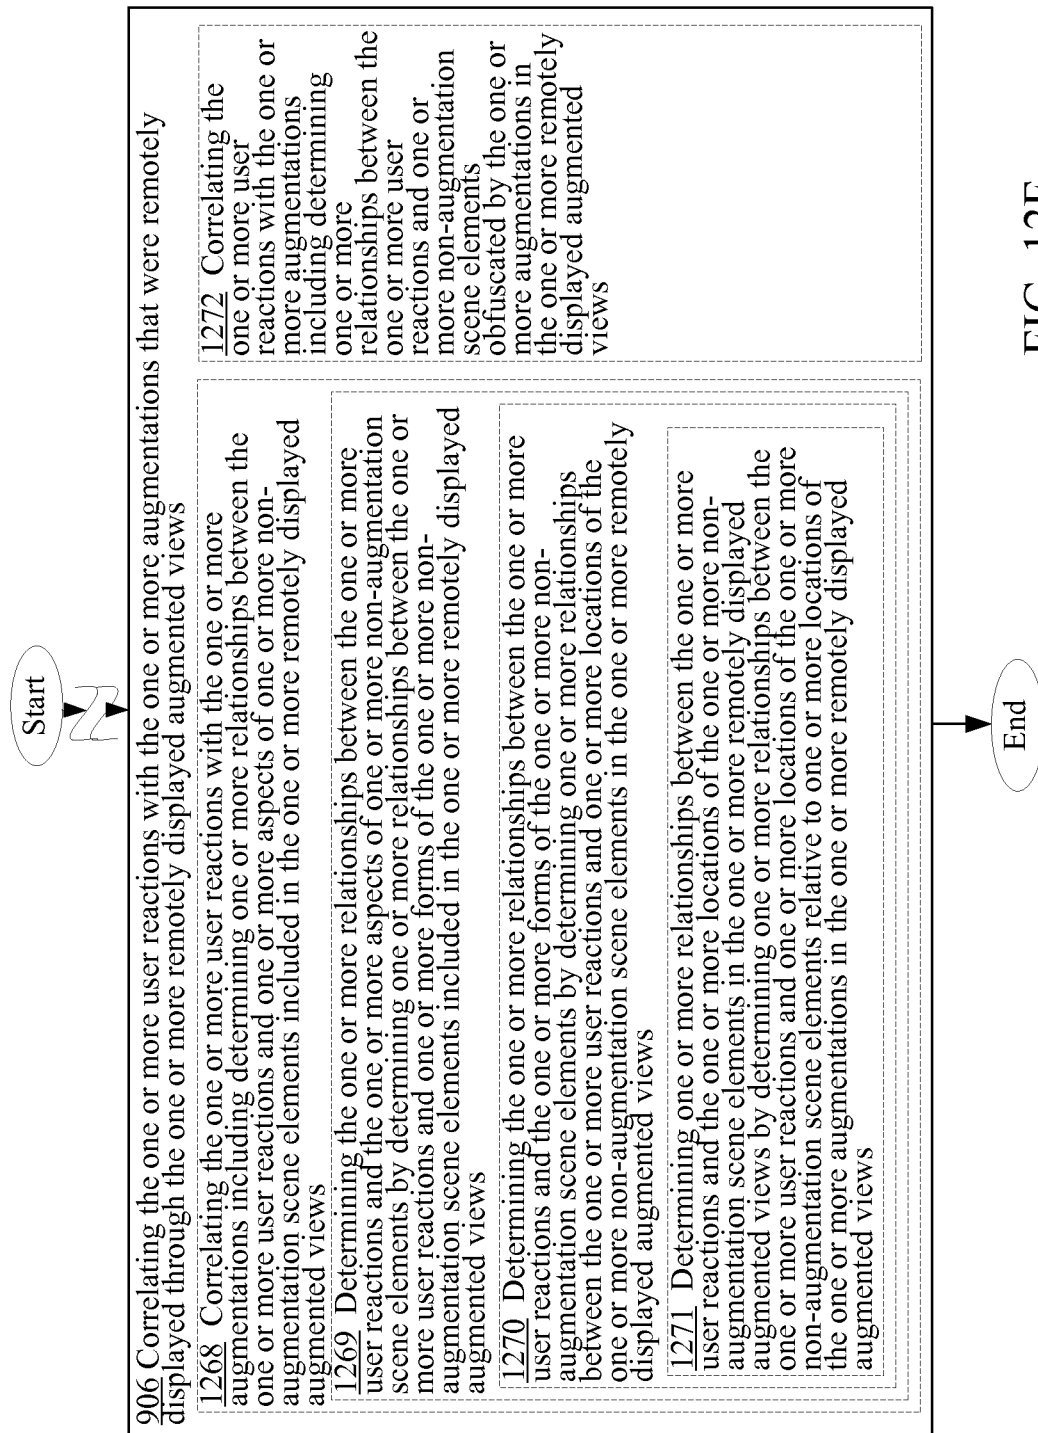 Start
906 Correlating the one or more user reactions with the one or more augmentations that were remotely
displayed through the one or more remotely displayed augmented views
1268 Correlating the one or more user reactions with the one or more
augmentations including determining one or more relationships between the
one or more user reactions and one or more aspects of one or more non-
augmentation scene elements included in the one or more remotely displayed
augmented views
1269 Determining the one or more relationships between the one or more
user reactions and the one or more aspects of one or more non-augmentation
scene elements by determining one or more relationships between the one or
more user reactions and one or more forms of the one or more non-
augmentation scene elements included in the one or more remotely displayed
augmented views
1270 Determining the one or more relationships between the one or more
user reactions and the one or more forms of the one or more non-
augmentation scene elements by determining one or more relationships
between the one or more user reactions and one or more locations of the
one or more non-augmentation scene elements in the one or more remotely
displayed augmented views
1271 Determining one or more relationships between the one or more
user reactions and the one or more locations of the one or more non-
augmentation scene elements in the one or more remotely displayed
augmented views by determining one or more relationships between the
one or more user reactions and one or more locations of the one or more
non-augmentation scene elements relative to one or more locations of
the one or more augmentations in the one or more remotely displayed
augmented views
1272 Correlating the
one or more user
reactions with the one or
more augmentations
including determining
one or more
relationships between the
one or more user
reactions and one or
more non-augmentation
scene elements
obfuscated by the one or
more augmentations in
the one or more remotely
displayed augmented
views
End